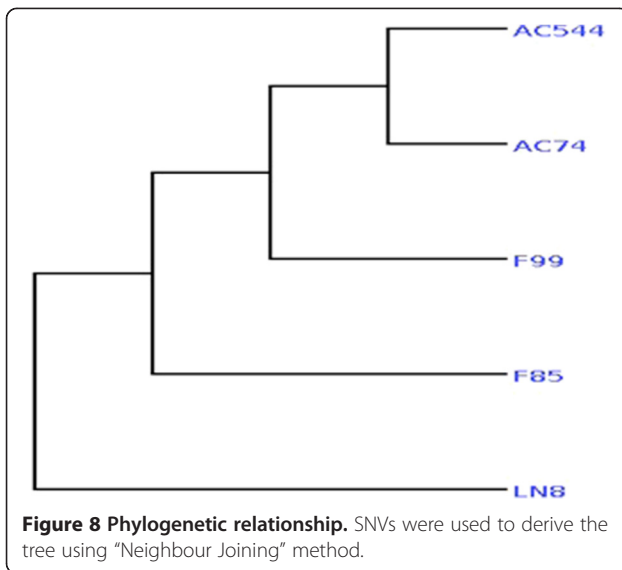 AC544
AC74
F99
F85
LN8
Figure 8 Phylogenetic relationship. SNVs were used to derive the
tree using “Neighbour Joining” method.